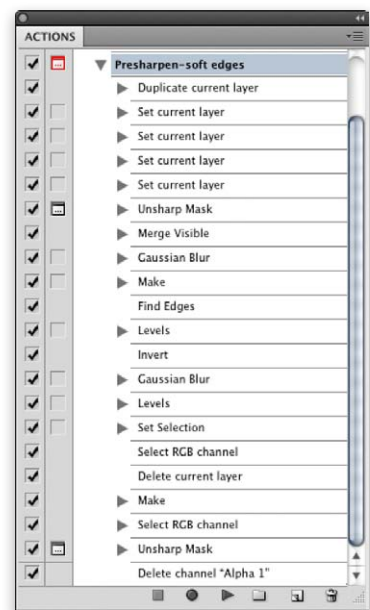 ACTIONS
Presharpen-soft edges
Duplicate current layer
Set current layer
Set current layer
Set current layer
Set current layer
Unsharp Mask
Merge Visible
Gaussian Blur
Make
Find Edges
Levels
Invert
Gaussian Blur
Levels
Set Selection
Select RGB channel
Delete current layer
Make
Select RGB channel
Unsharp Mask
Delete channel "Alpha 1"